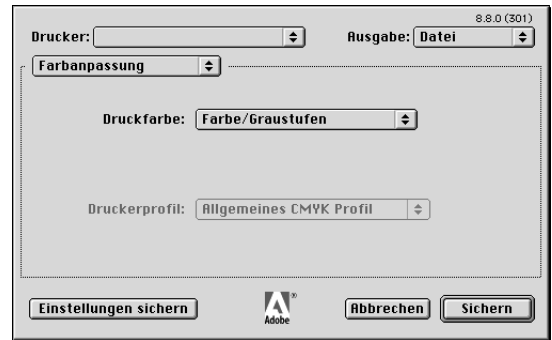 8.8.0 (301)
Drucker: Ausgabe: Datei
Farbanpassung
Druckfarbe: Farbe/Graustufen
Druckerprofil: Allgemeines CMYK Profil
Einstellungen sichern Adobe® Abbrechen Sichern